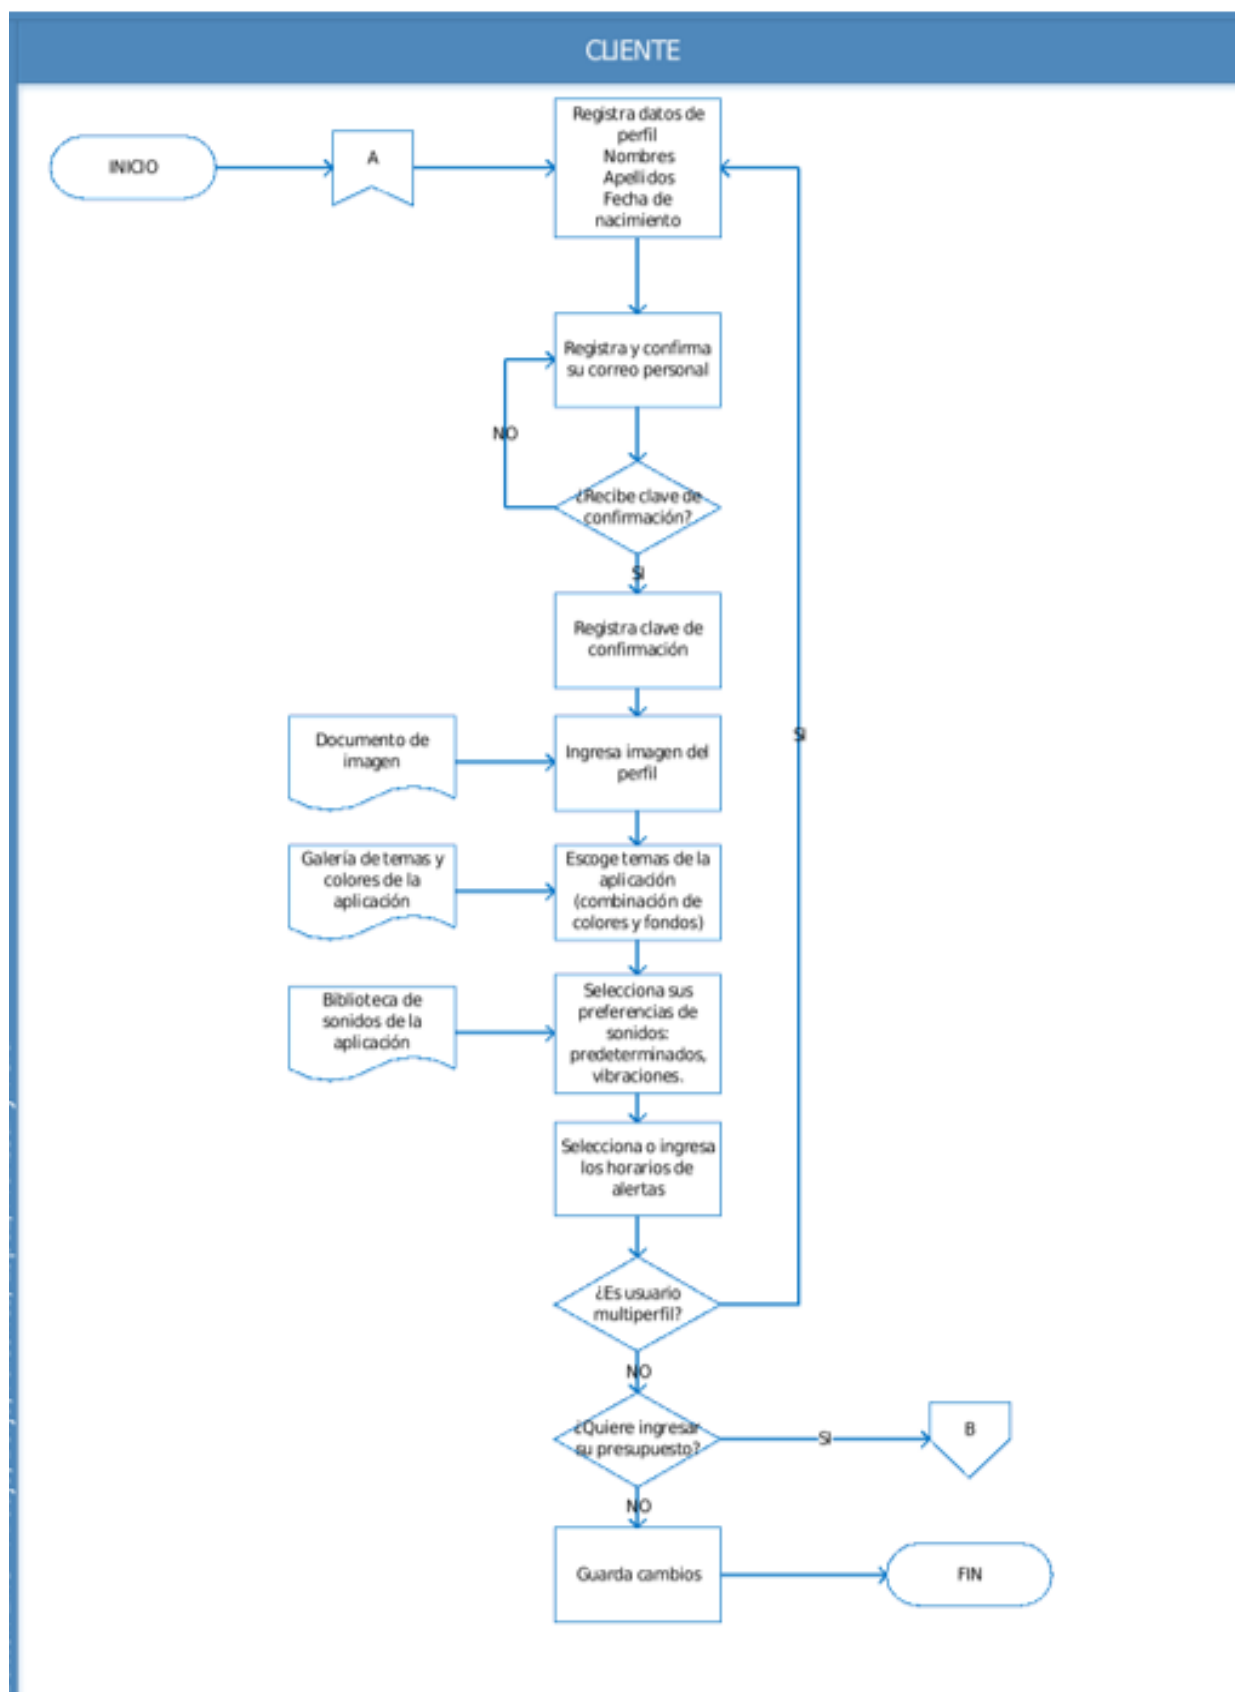 CLIENTE
INICIO
A
Registra datos de
perfil
Nombres
Apellidos
Fecha de
nacimiento
Registra y confirma
su correo personal
NO
¿Recibe clave de
confirmación?
SI
Registra clave de
confirmación
SI
Documento de
imagen
Ingresa imagen del
perfil
Galería de temas y
colores de la
aplicación
Escoge temas de la
aplicación
(combinación de
colores y fondos)
Biblioteca de
sonidos de la
aplicación
Selecciona sus
preferencias de
sonidos:
predeterminados,
vibraciones.
Selecciona o ingresa
los horarios de
alertas
¿Es usuario
multiperfil?
NO
¿Quiere ingresar
su presupuesto?
SI
B
NO
Guarda cambios
FIN